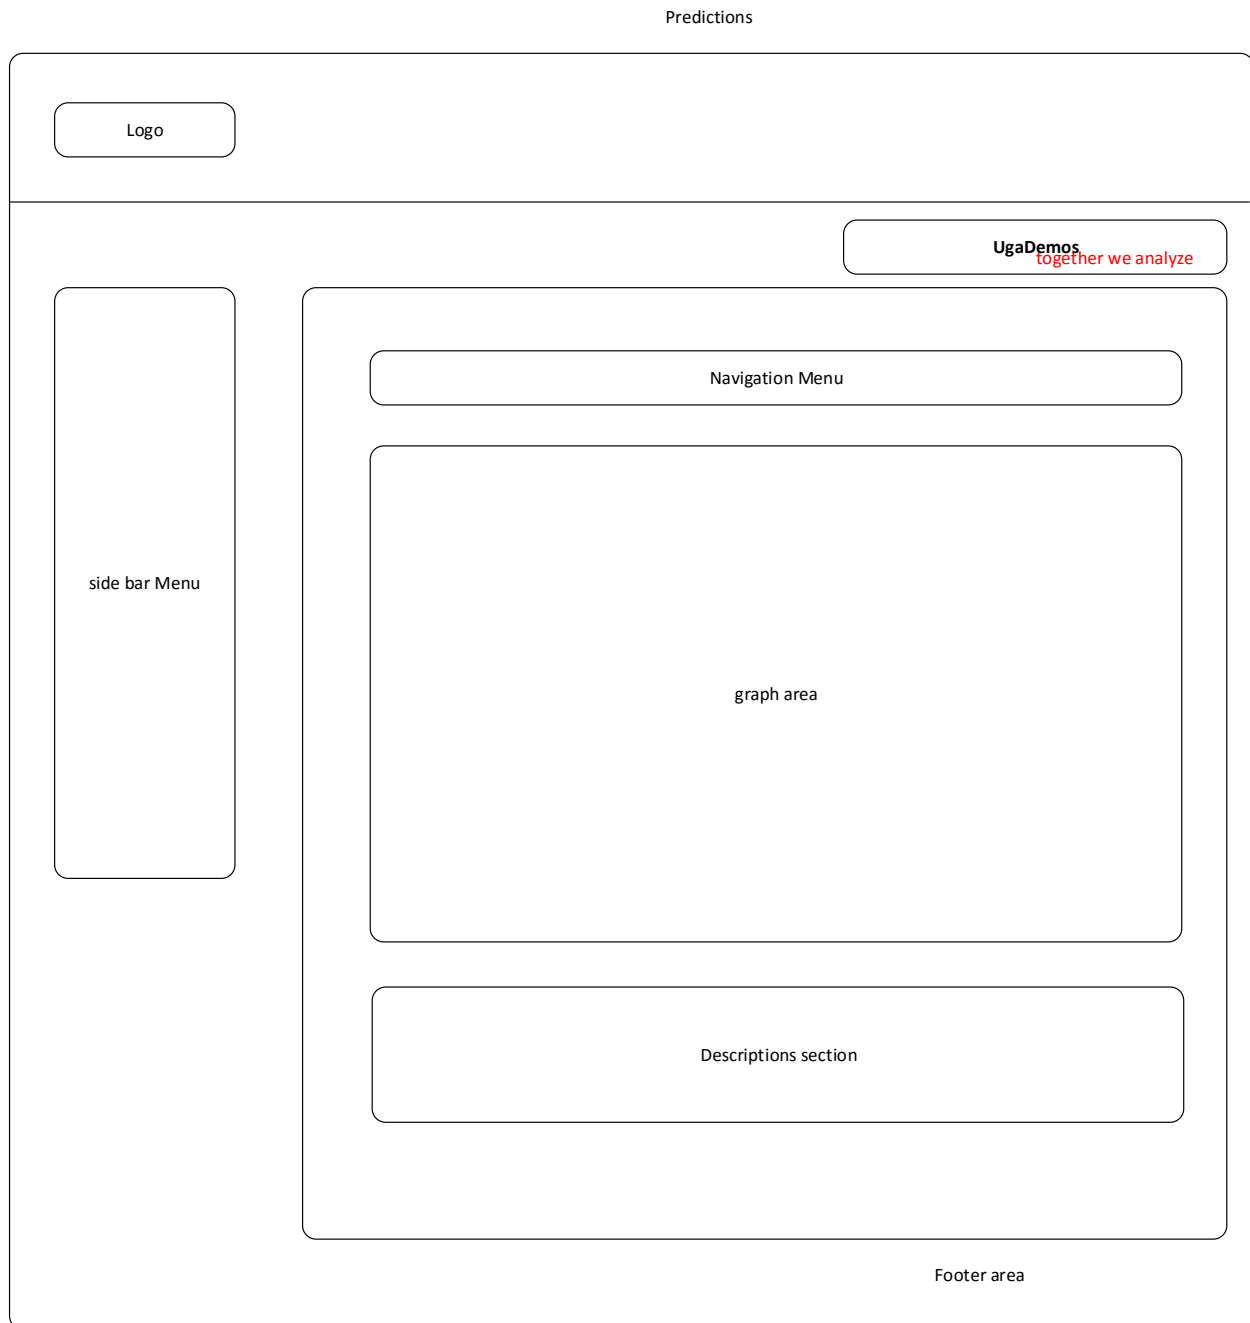 Predictions
Logo
UgaDemos
together we analyze
Navigation Menu
side bar Menu
graph area
Descriptions section
Footer area